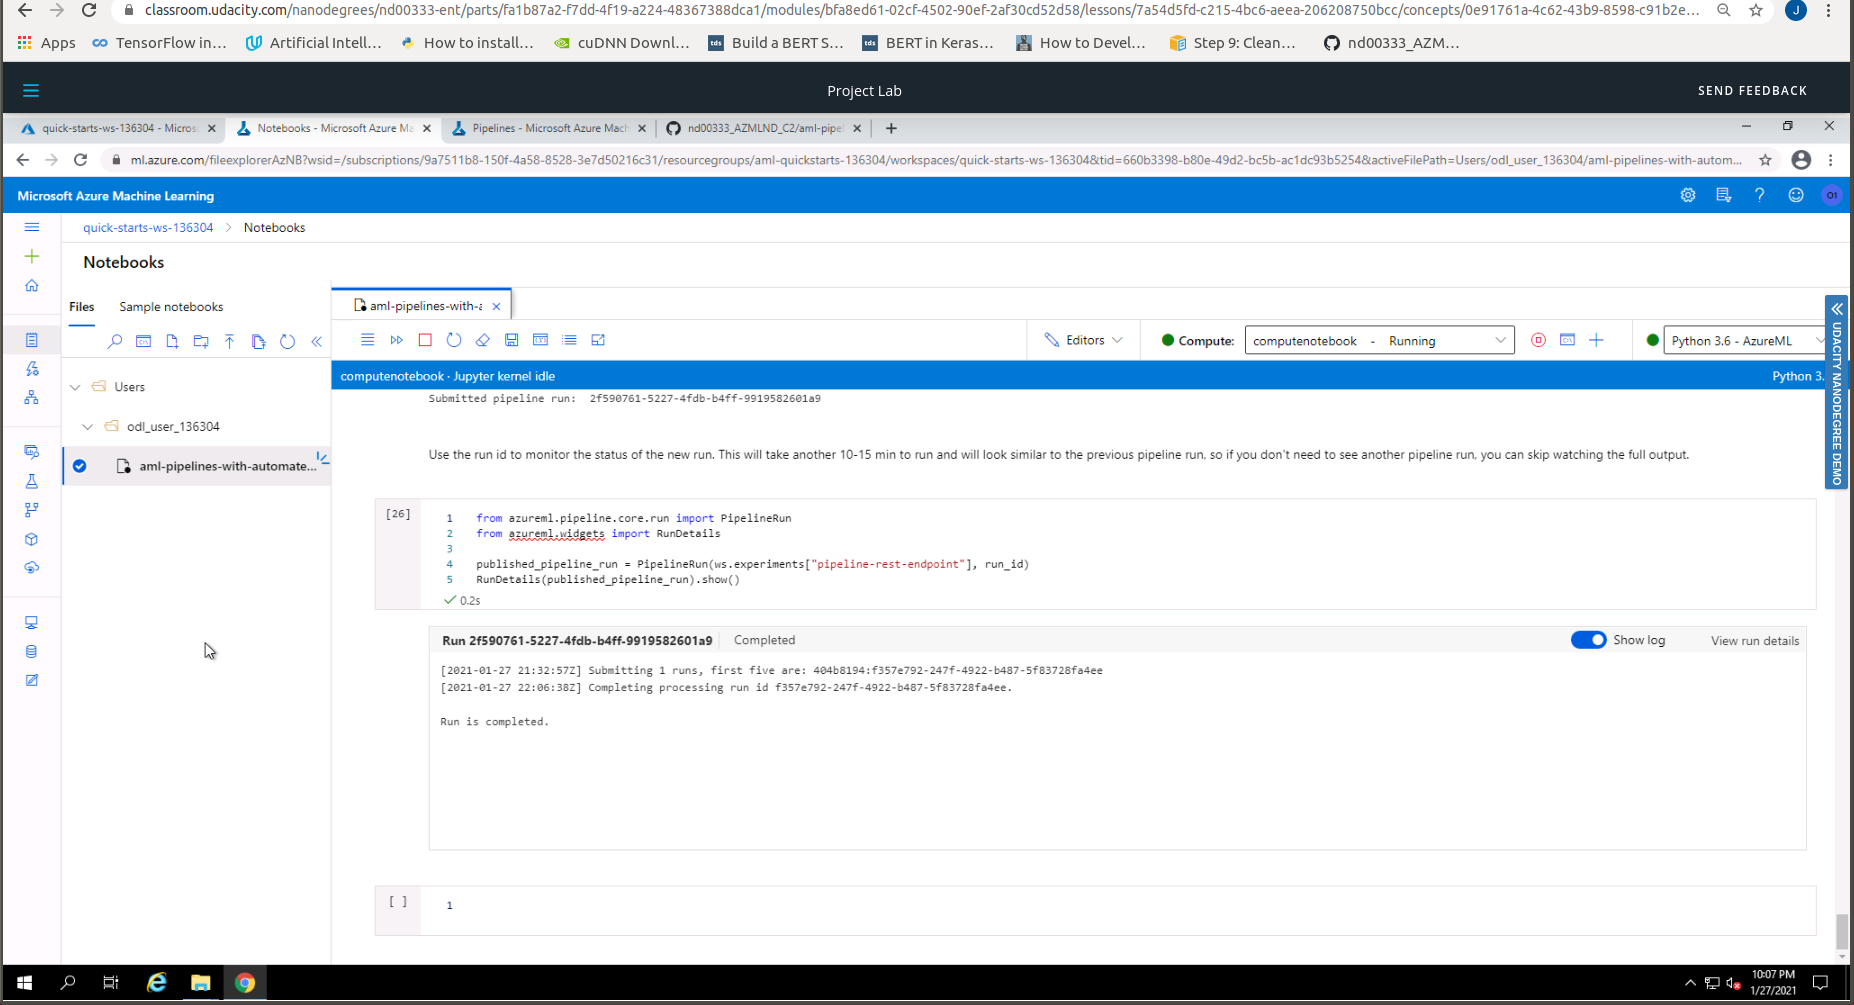 classroom.udacity.com/nanodegrees/nd00333-ent/parts/fa1b87a2-f7dd-4f19-a224-48367388dca1/modules/bfa8ed61-02cf-4502-90ef-2af30cd52d58/lessons/7a54d5fd-c215-4bc6-aeea-206208750bcc/concepts/0e91761a-4c62-43b9-8598-c91b2e...
J
Apps TensorFlow in... Artificial Intell... How to install... cuDNN Downl... tds Build a BERT S... tds BERT in Keras... How to Devel... Step 9: Clean... nd00333_AZM...
Project Lab
SEND FEEDBACK
quick-starts-ws-136304 - Micros Notebooks - Microsoft Azure Ma Pipelines - Microsoft Azure Mach nd00333_AZMLND_C2/aml-pipe
ml.azure.com/fileexplorerAzNB?wsid=/subscriptions/9a7511b8-150f-4a58-8528-3e7d50216c31/resourcegroups/aml-quickstarts-136304/workspaces/quick-starts-ws-136304&tid=660b3398-b80e-49d2-bc5b-ac1dc93b5254&activeFilePath=Users/odl_user_136304/aml-pipelines-with-autom...
Microsoft Azure Machine Learning
O1
quick-starts-ws-136304 > Notebooks
Notebooks
Files Sample notebooks
aml-pipelines-with-a
Editors
Compute: computenotebook - Running
Python 3.6 - AzureML
UDACITY NANODEGREE DEMO
computenotebook · Jupyter kernel idle
Python 3.
Users
odl_user_136304
aml-pipelines-with-automate...
Submitted pipeline run: 2f590761-5227-4fdb-b4ff-9919582601a9
Use the run id to monitor the status of the new run. This will take another 10-15 min to run and will look similar to the previous pipeline run, so if you don't need to see another pipeline run, you can skip watching the full output.
[26]
1 from azureml.pipeline.core.run import PipelineRun
2 from azureml.widgets import RunDetails
3
4 published_pipeline_run = PipelineRun(ws.experiments["pipeline-rest-endpoint"], run_id)
5 RunDetails(published_pipeline_run).show()
0.2s
Run 2f590761-5227-4fdb-b4ff-9919582601a9 Completed
Show log
View run details
[2021-01-27 21:32:57Z] Submitting 1 runs, first five are: 404b8194:f357e792-247f-4922-b487-5f83728fa4ee
[2021-01-27 22:06:38Z] Completing processing run id f357e792-247f-4922-b487-5f83728fa4ee.
Run is completed.
[ ]
1
10:07 PM
1/27/2021